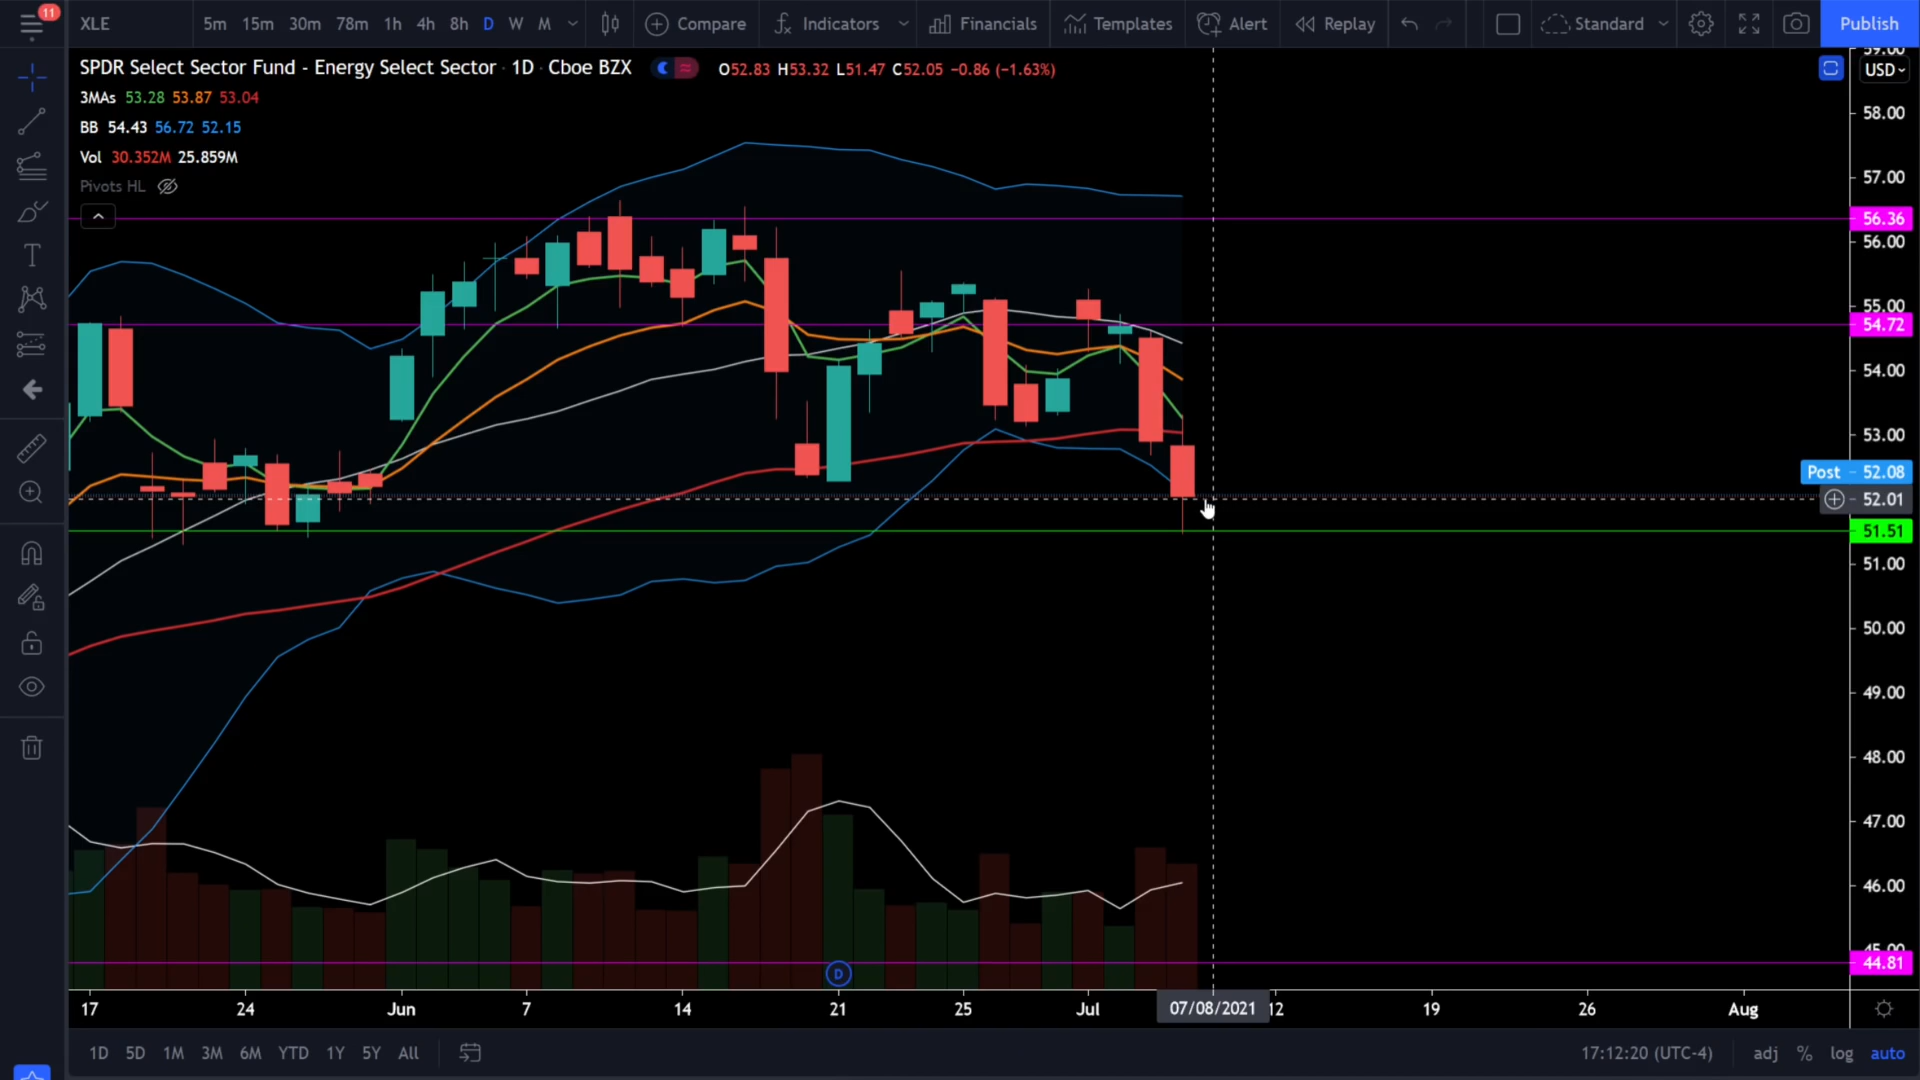 11
XLE
5m 15m 30m 78m 1h 4h 8h D W M
Compare
Indicators
Financials
Templates
Alert
Replay
Standard
Publish
SPDR Select Sector Fund - Energy Select Sector · 1D · Cboe BZX
O52.83 H53.32 L51.47 C52.05 −0.86 (−1.63%)
USD
3MAs 53.28 53.87 53.04
BB 54.43 56.72 52.15
Vol 30.352M 25.859M
Pivots HL
59.00
58.00
57.00
56.36
56.00
55.00
54.72
54.00
53.00
Post 52.08
52.01
51.51
51.00
50.00
49.00
48.00
47.00
46.00
45.00
44.81
D
17 24 Jun 7 14 21 25 Jul 07/08/2021 12 19 26 Aug
1D 5D 1M 3M 6M YTD 1Y 5Y All
17:12:20 (UTC-4)
adj % log auto